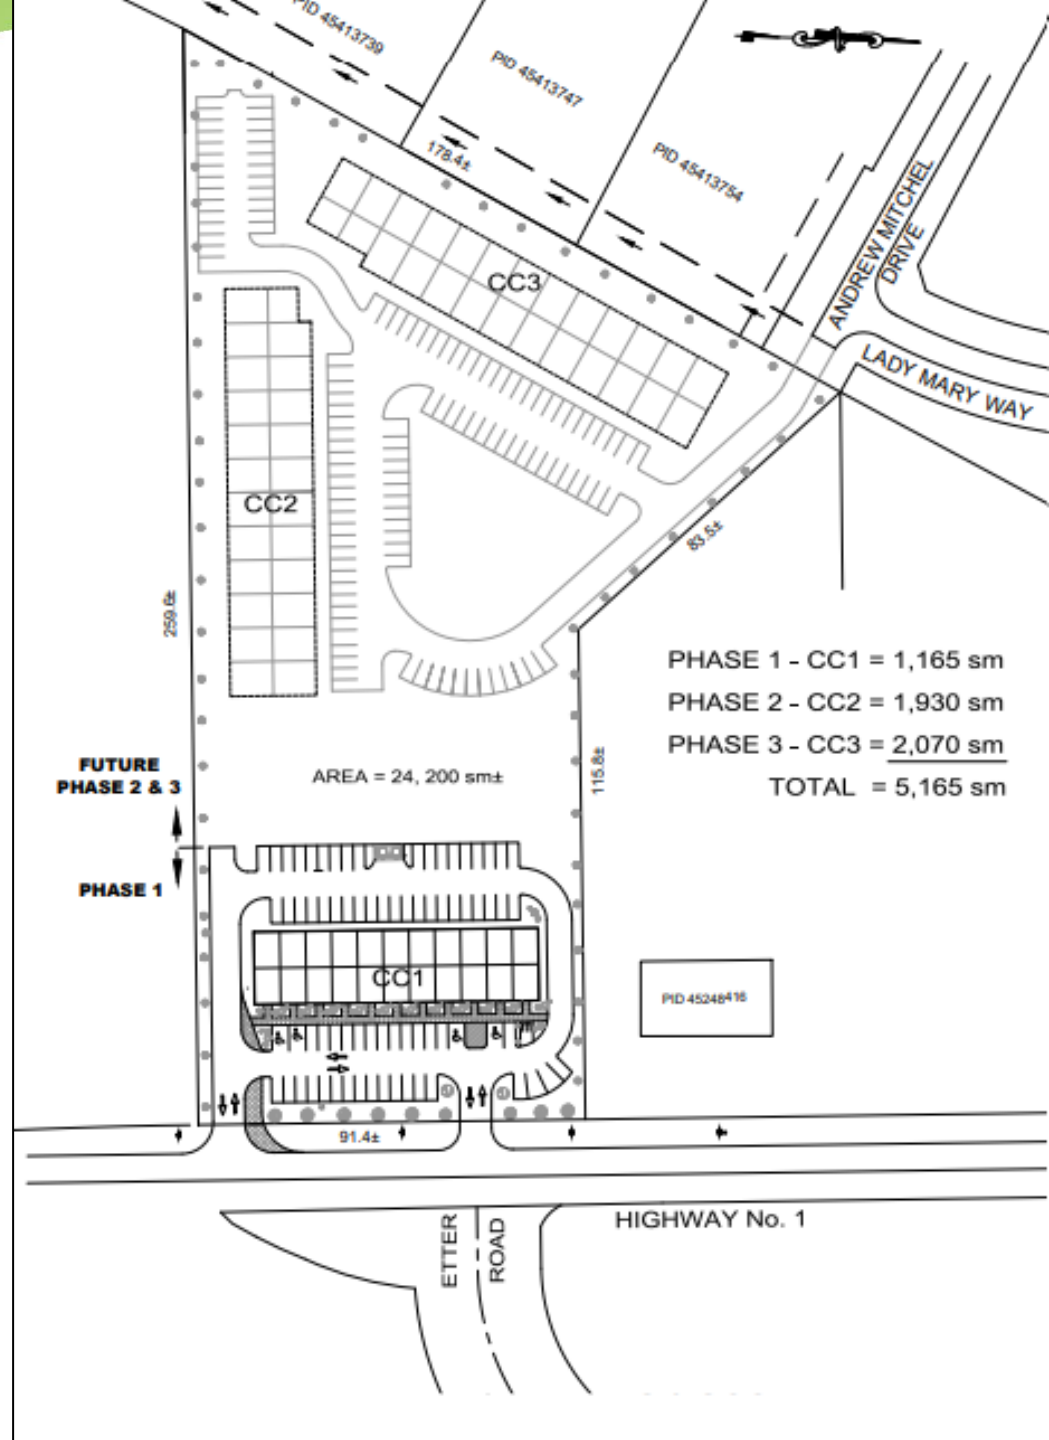 PID 45413739
PID 45413747
PID 45413754
178.4±
ANDREW MITCHEL
DRIVE
LADY MARY WAY
CC3
CC2
83.5±
259.6±
PHASE 1 - CC1 = 1,165 sm
PHASE 2 - CC2 = 1,930 sm
PHASE 3 - CC3 = 2,070 sm
TOTAL = 5,165 sm
115.8±
FUTURE
PHASE 2 & 3
AREA = 24, 200 sm±
PHASE 1
CC1
PID 45248416
91.4±
HIGHWAY No. 1
ETTER
ROAD